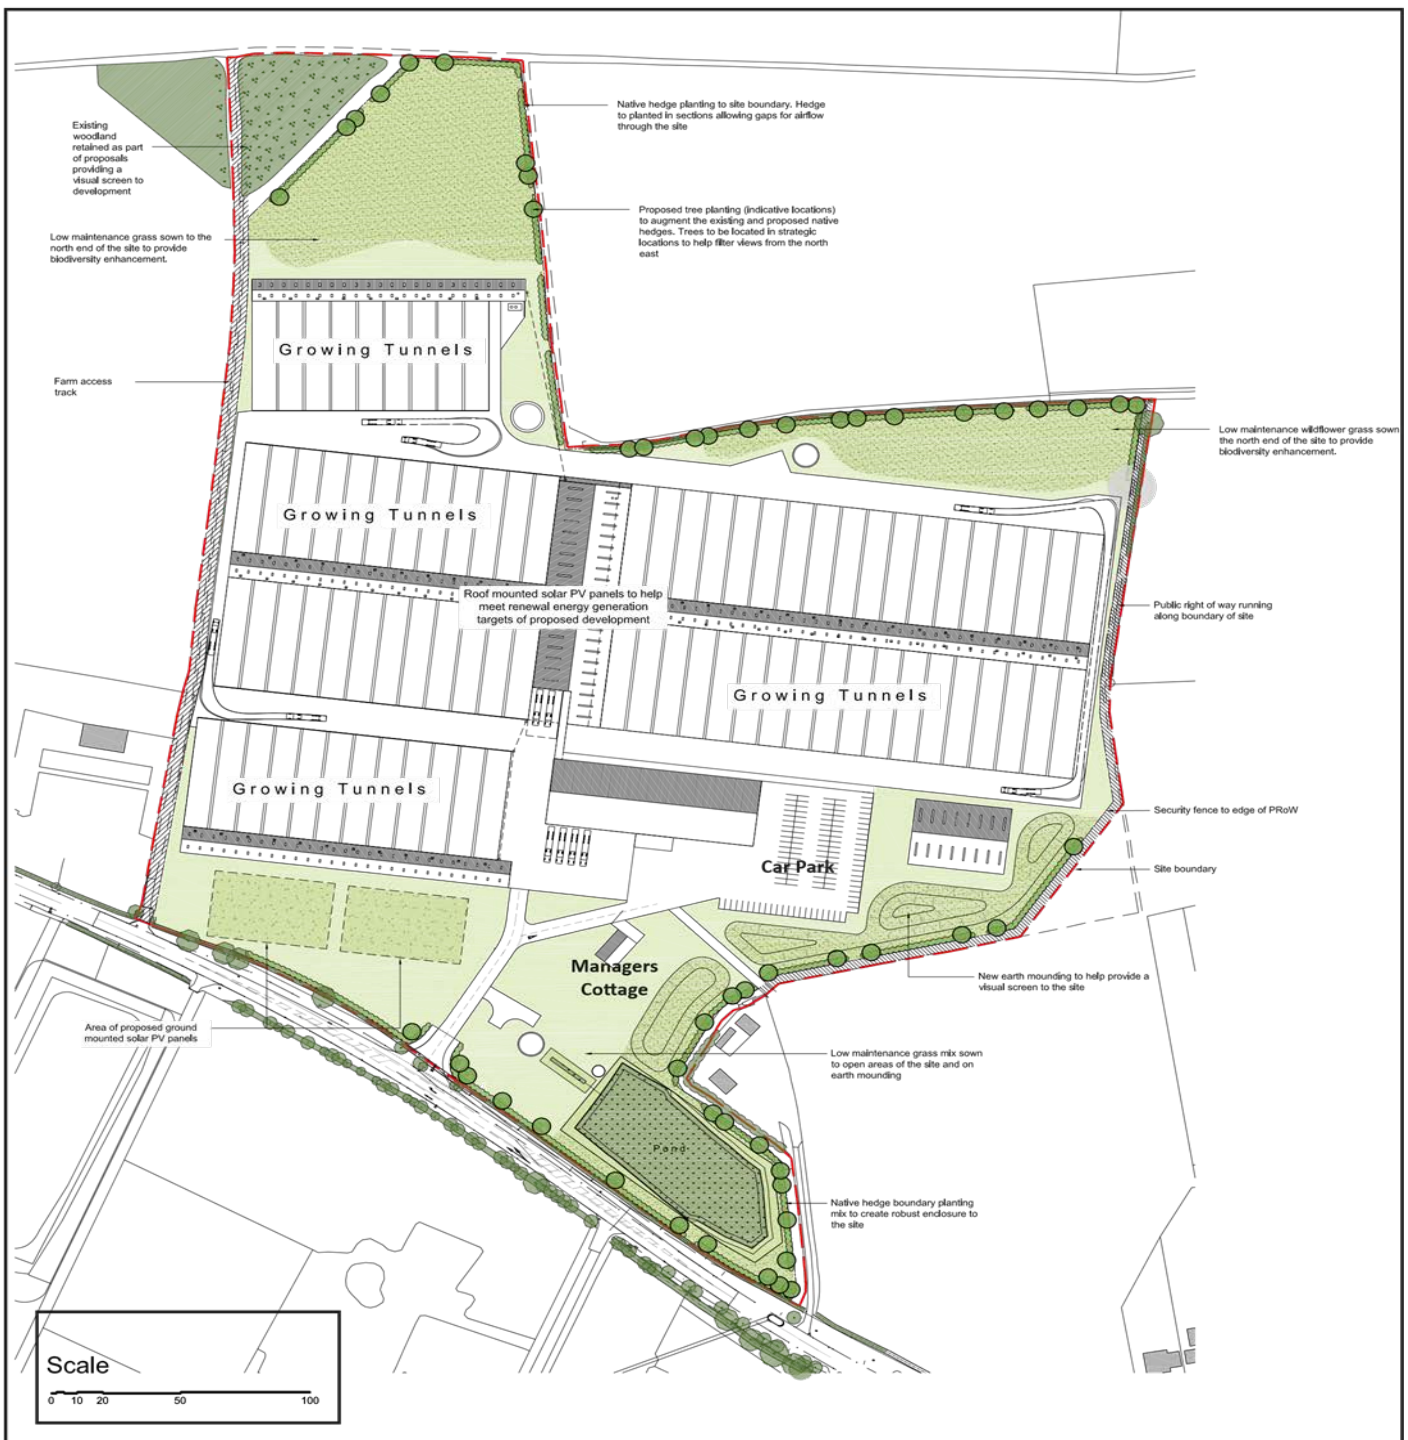 Native hedge planting to site boundary. Hedge
to planted in sections allowing gaps for airflow
through the site
Existing
woodland
retained as part
of proposals
providing a
visual screen to
development
Proposed tree planting (indicative locations)
to augment the existing and proposed native
hedges. Trees to be located in strategic
locations to help filter views from the north
east
Low maintenance grass sown to the
north end of the site to provide
biodiversity enhancement.
Growing Tunnels
Farm access
track
Low maintenance wildflower grass sown
the north end of the site to provide
biodiversity enhancement.
Growing Tunnels
Roof mounted solar PV panels to help
meet renewal energy generation
targets of proposed development
Public right of way running
along boundary of site
Growing Tunnels
Growing Tunnels
Security fence to edge of PRoW
Car Park
Site boundary
Managers
Cottage
New earth mounding to help provide a
visual screen to the site
Area of proposed ground
mounted solar PV panels
Low maintenance grass mix sown
to open areas of the site and on
earth mounding
Pond
Native hedge boundary planting
mix to create robust enclosure to
the site
Scale
0 10 20 50 100